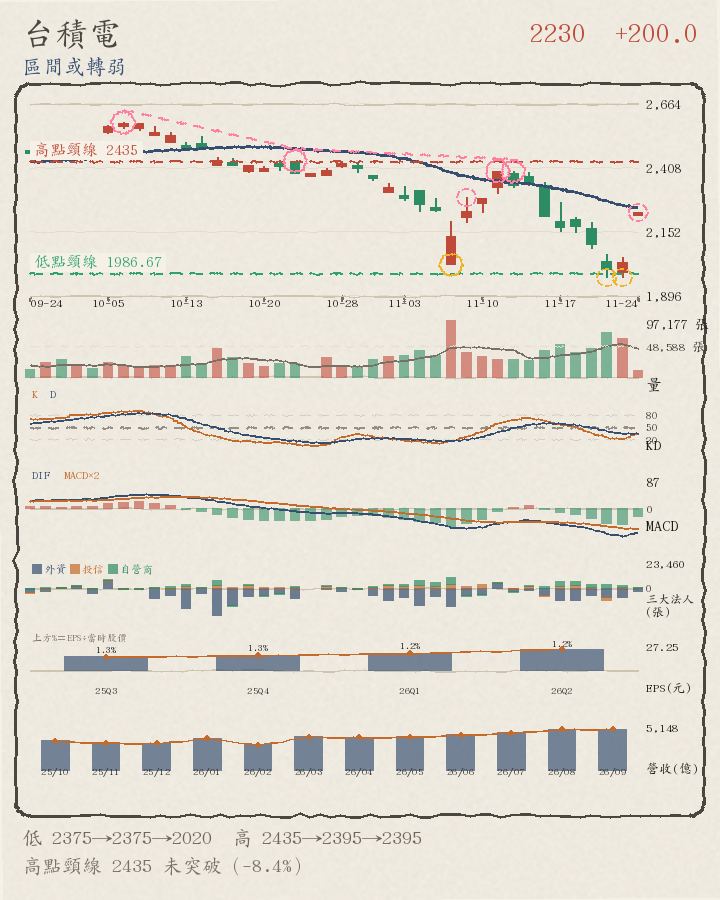 台積電
2230 +200.0
區間或轉弱
2,664
高點頸線 2435
2,408
2,152
低點頸線 1986.67
1,896
09-24 10-05 10-13 10-20 10-28 11-03 11-10 11-17 11-24
97,177 張
48,588 張
量
K D
80
50
20
KD
DIF MACD×2
87
0
MACD
外資 投信 自營商
23,460
0
三大法人
(張)
上方%=EPS÷當時股價
1.3% 1.3% 1.2% 1.2%
27.25
25Q3 25Q4 26Q1 26Q2
EPS(元)
5,148
25/10 25/11 25/12 26/01 26/02 26/03 26/04 26/05 26/06 26/07 26/08 26/09
營收(億)
低 2375→2375→2020 高 2435→2395→2395
高點頸線 2435 未突破 (-8.4%)